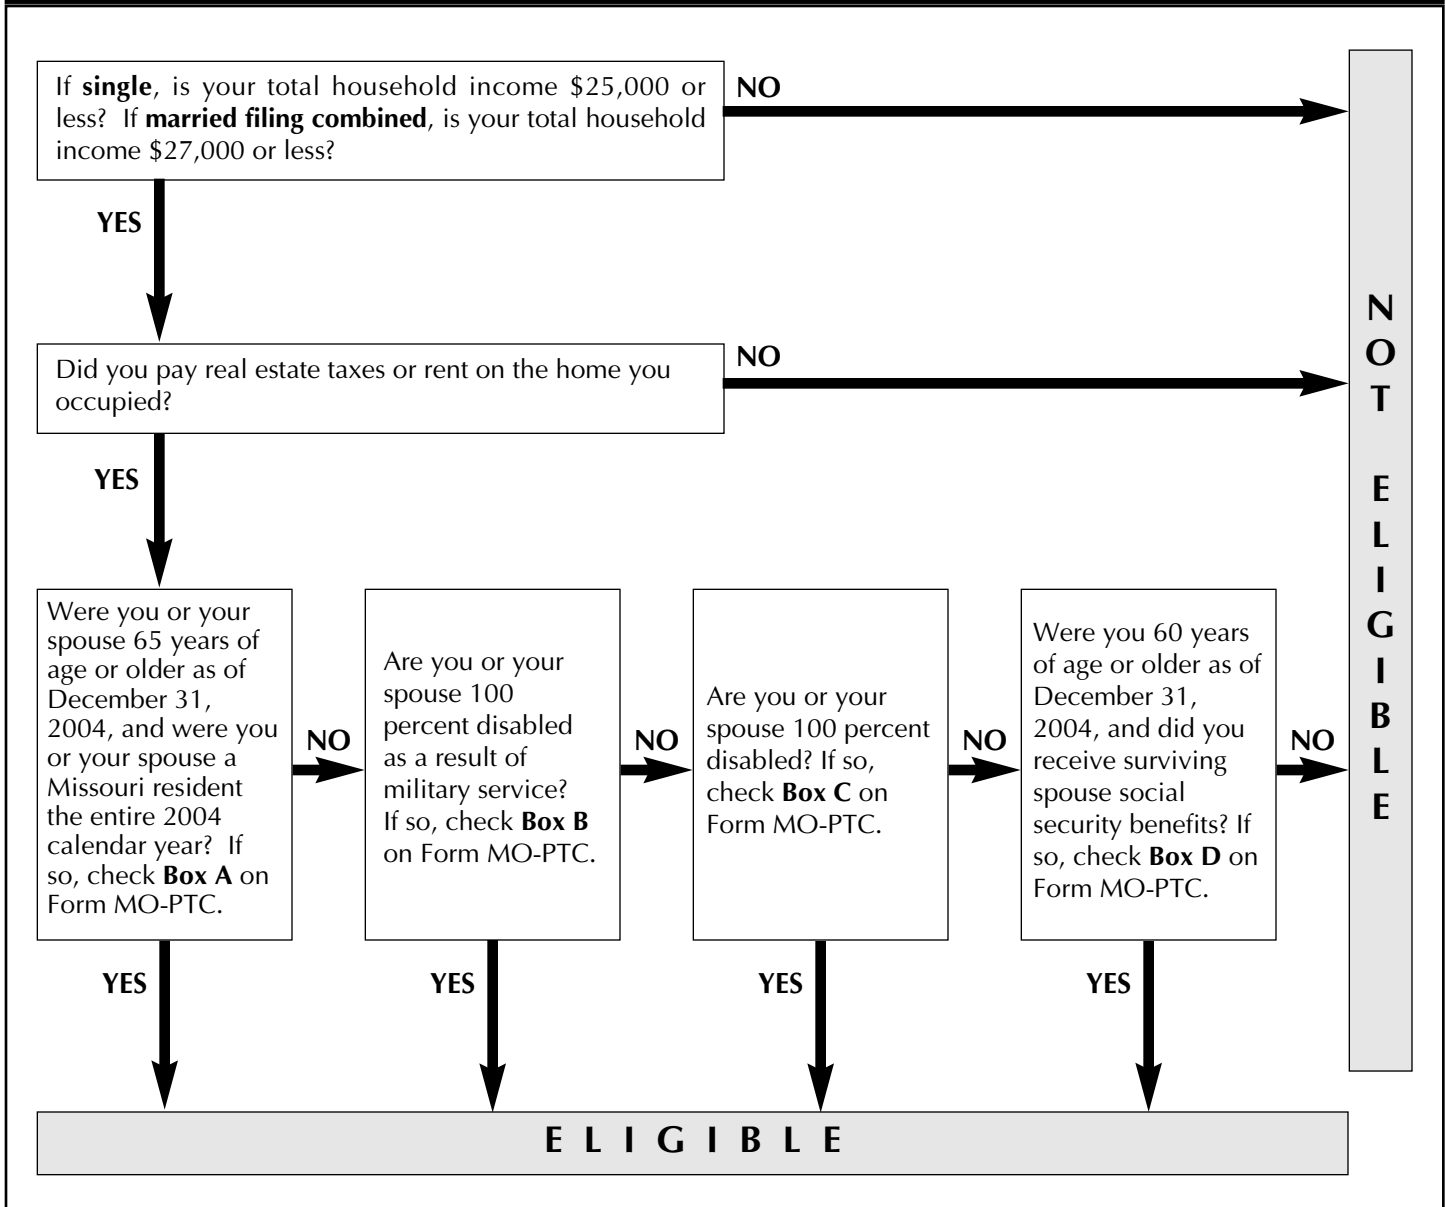 If single, is your total household income $25,000 or
less? If married filing combined, is your total household
income $27,000 or less?
NO
YES
Did you pay real estate taxes or rent on the home you
occupied?
NO
YES
Were you or your
spouse 65 years of
age or older as of
December 31,
2004, and were you
or your spouse a
Missouri resident
the entire 2004
calendar year? If
so, check Box A on
Form MO-PTC.
NO
YES
Are you or your
spouse 100
percent disabled
as a result of
military service?
If so, check Box B
on Form MO-PTC.
NO
YES
Are you or your
spouse 100 percent
disabled? If so,
check Box C on
Form MO-PTC.
NO
YES
Were you 60 years
of age or older as of
December 31,
2004, and did you
receive surviving
spouse social
security benefits? If
so, check Box D on
Form MO-PTC.
NO
YES
NOT ELIGIBLE
ELIGIBLE